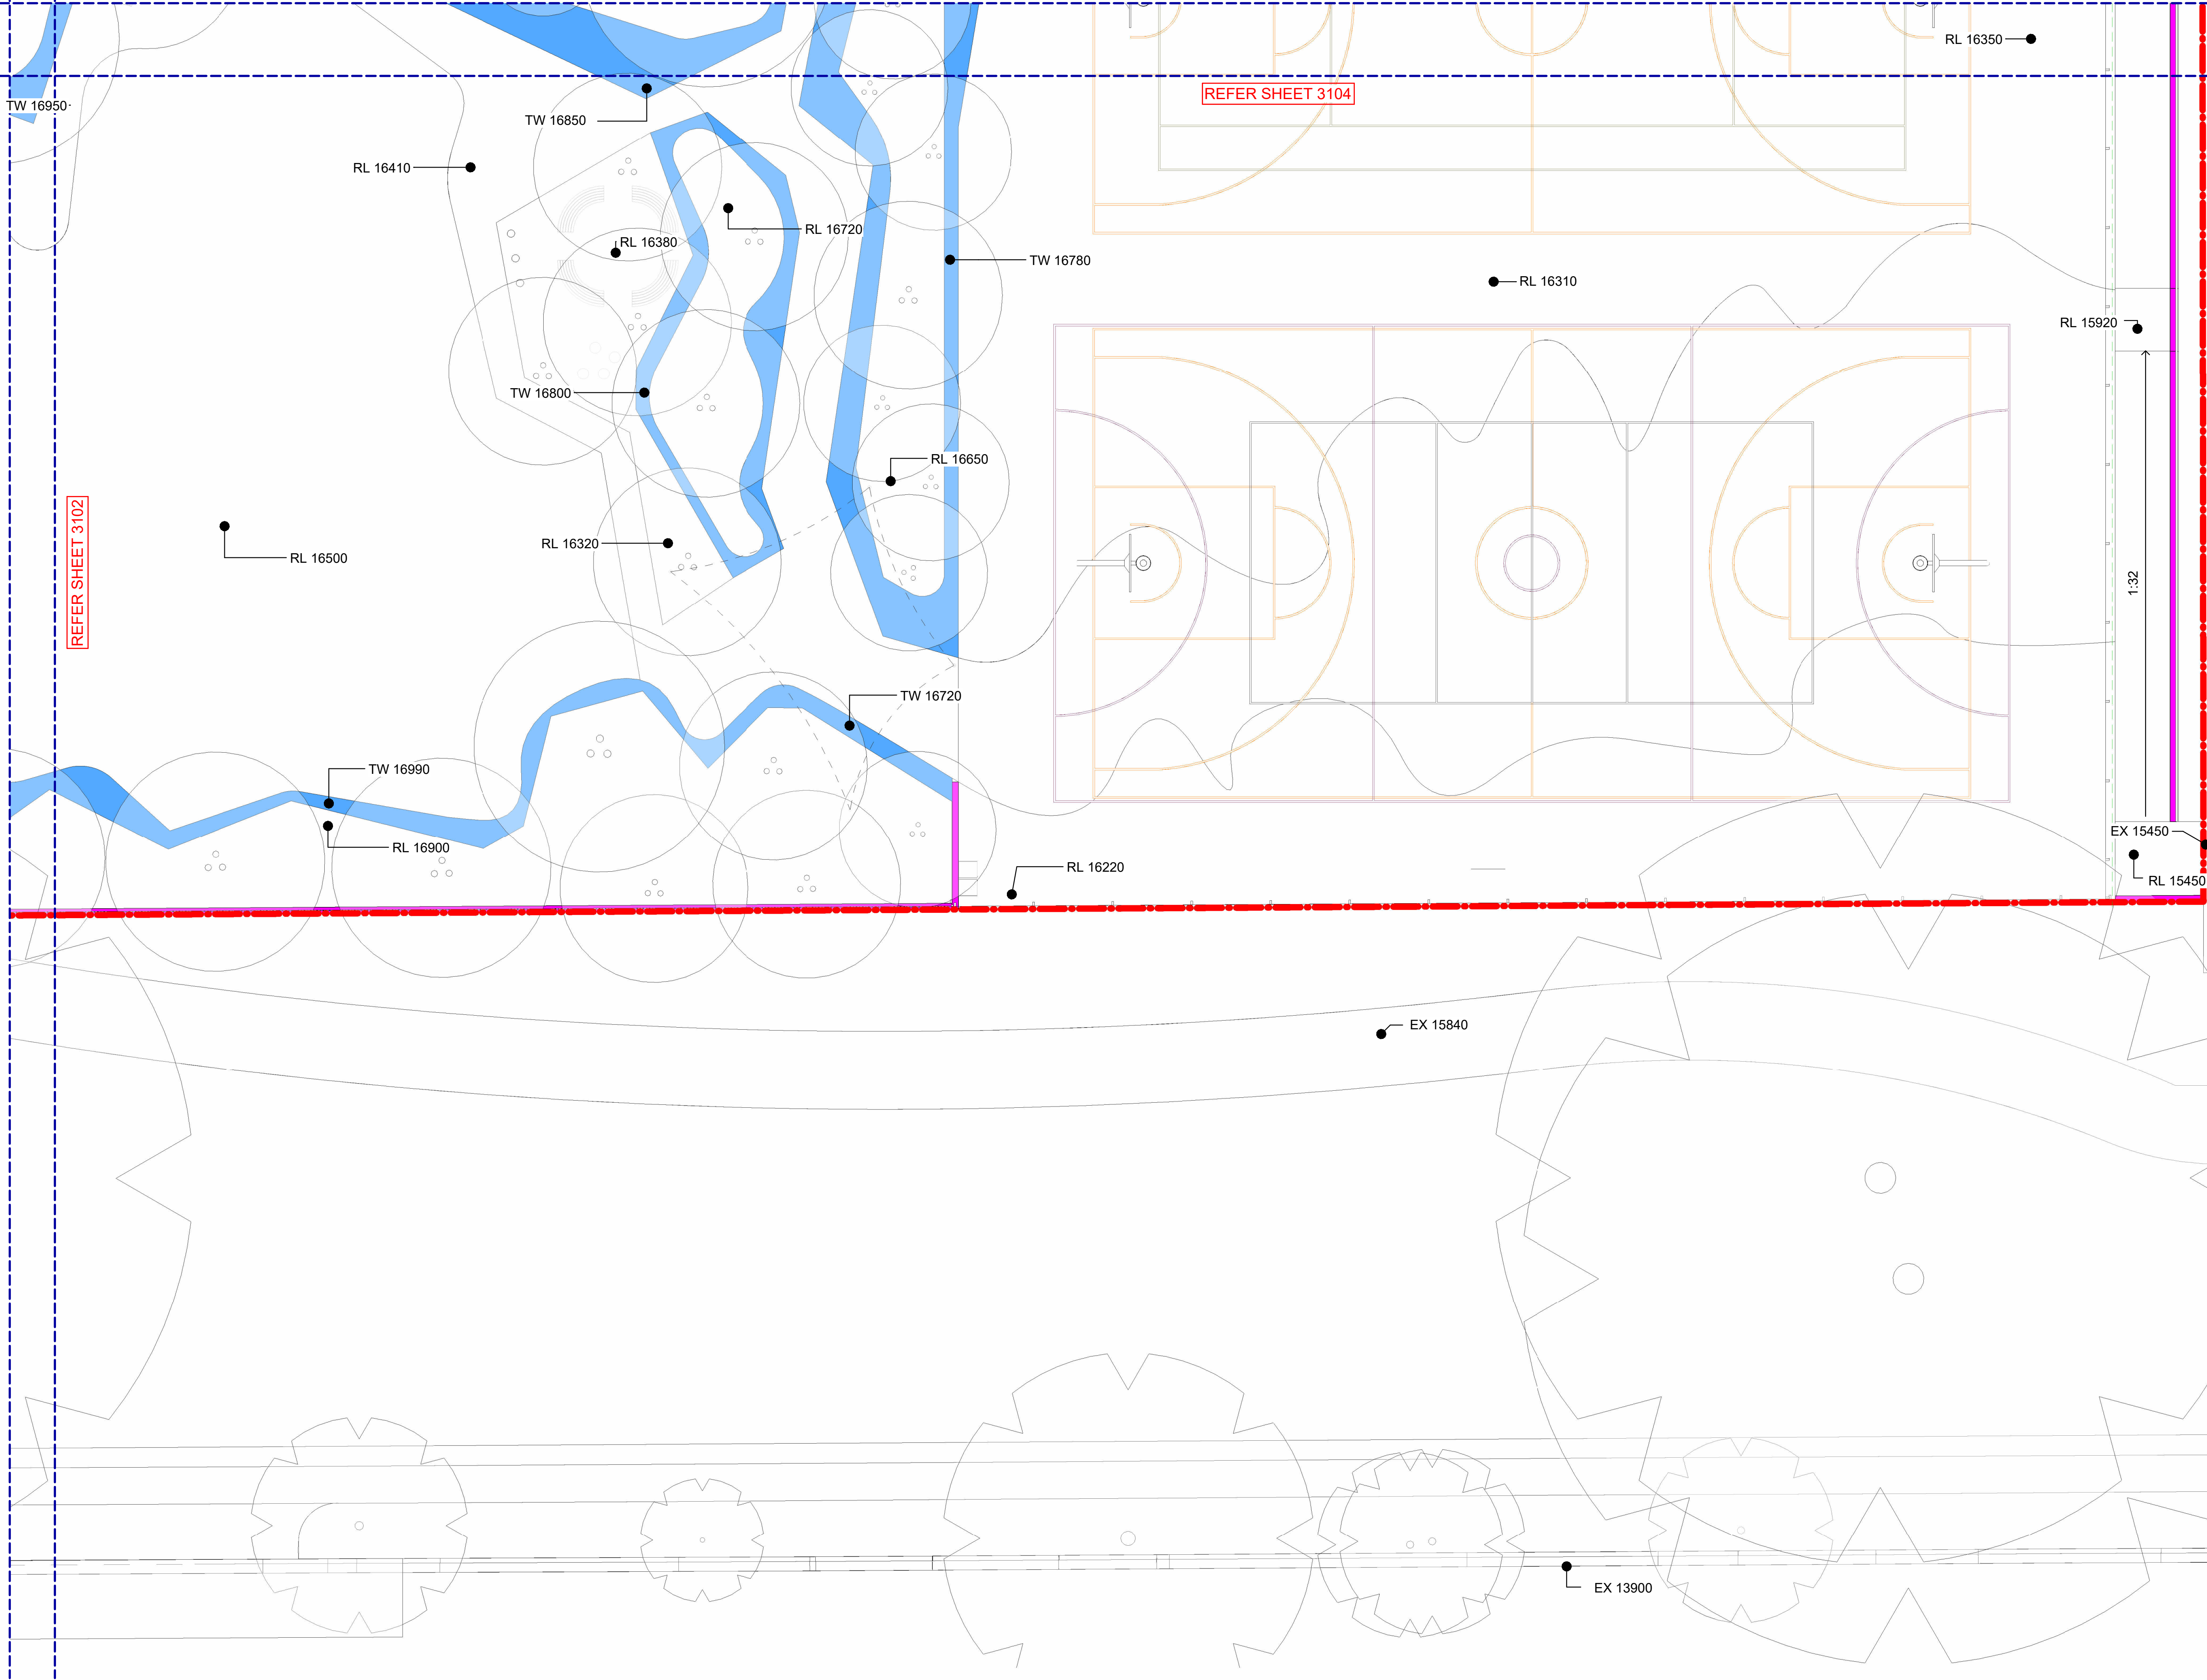 RL 16350
REFER SHEET 3104
TW 16950
TW 16850
RL 16410
RL 16720
RL 16380
TW 16780
RL 16310
RL 15920
TW 16800
RL 16650
REFER SHEET 3102
RL 16320
RL 16500
1:32
TW 16720
TW 16990
EX 15450
RL 16900
RL 16220
RL 15450
EX 15840
EX 13900